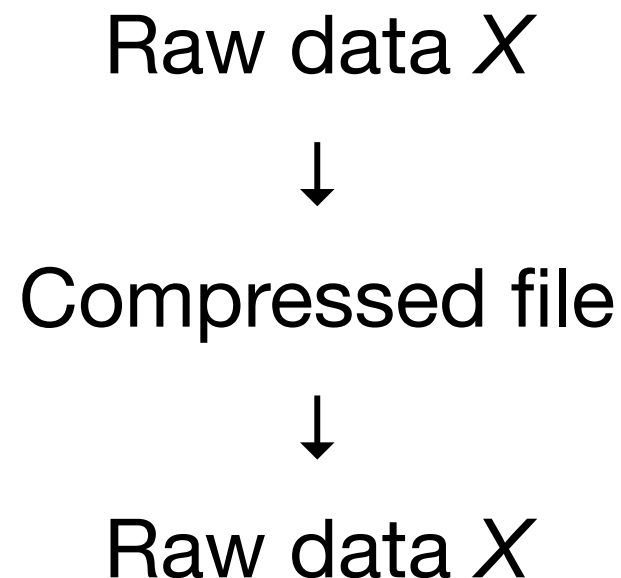 Raw data X
↓
Compressed file
↓
Raw data X